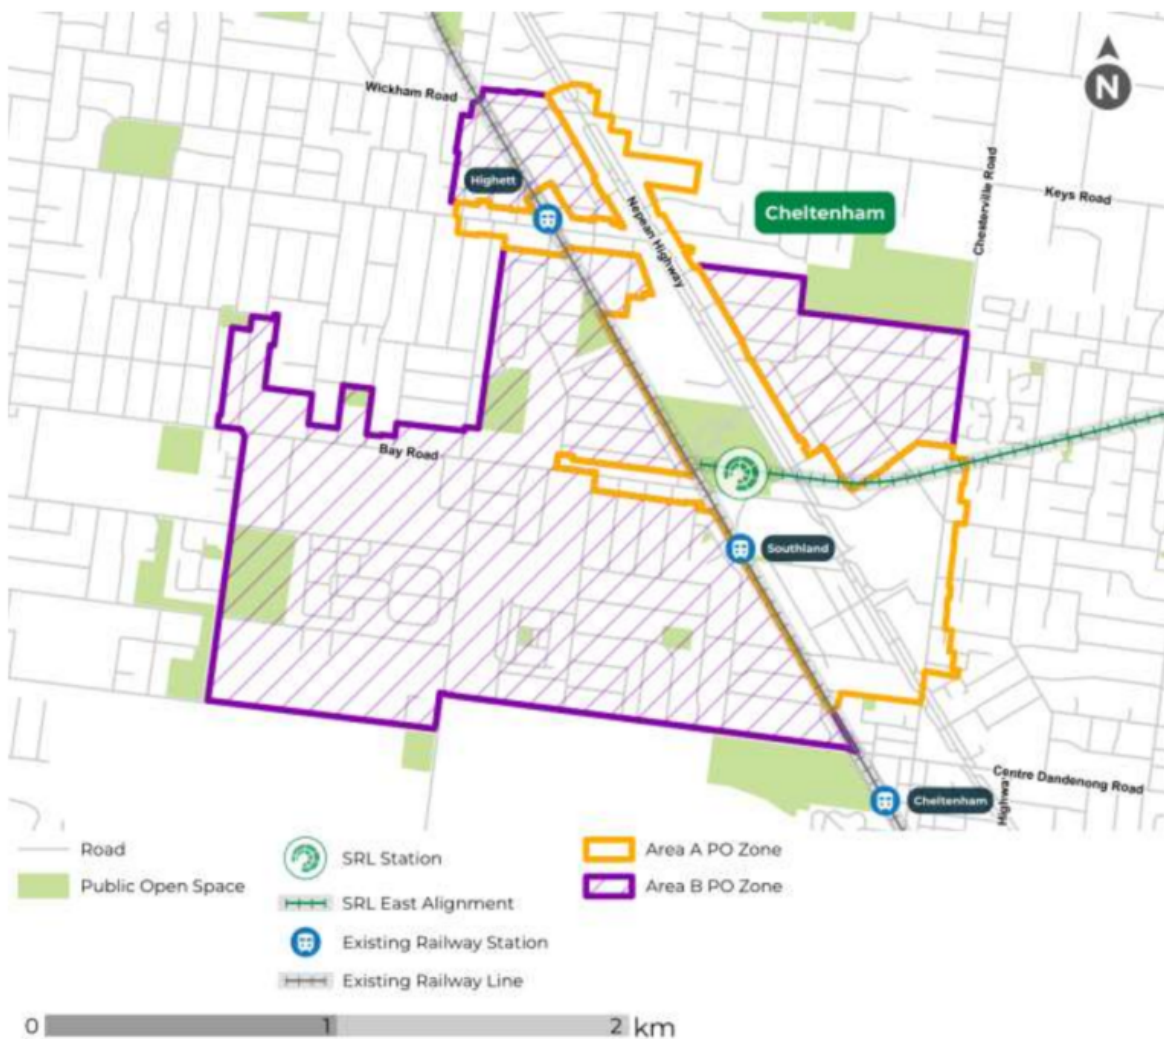 Wickham Road
N
Highett
Nepean Highway
Cheltenham
Chesterville Road
Keys Road
Bay Road
Southland
Centre Dandenong Road
Cheltenham
Highway
Road
Public Open Space
SRL Station
SRL East Alignment
Existing Railway Station
Existing Railway Line
Area A PO Zone
Area B PO Zone
0 1 2 km